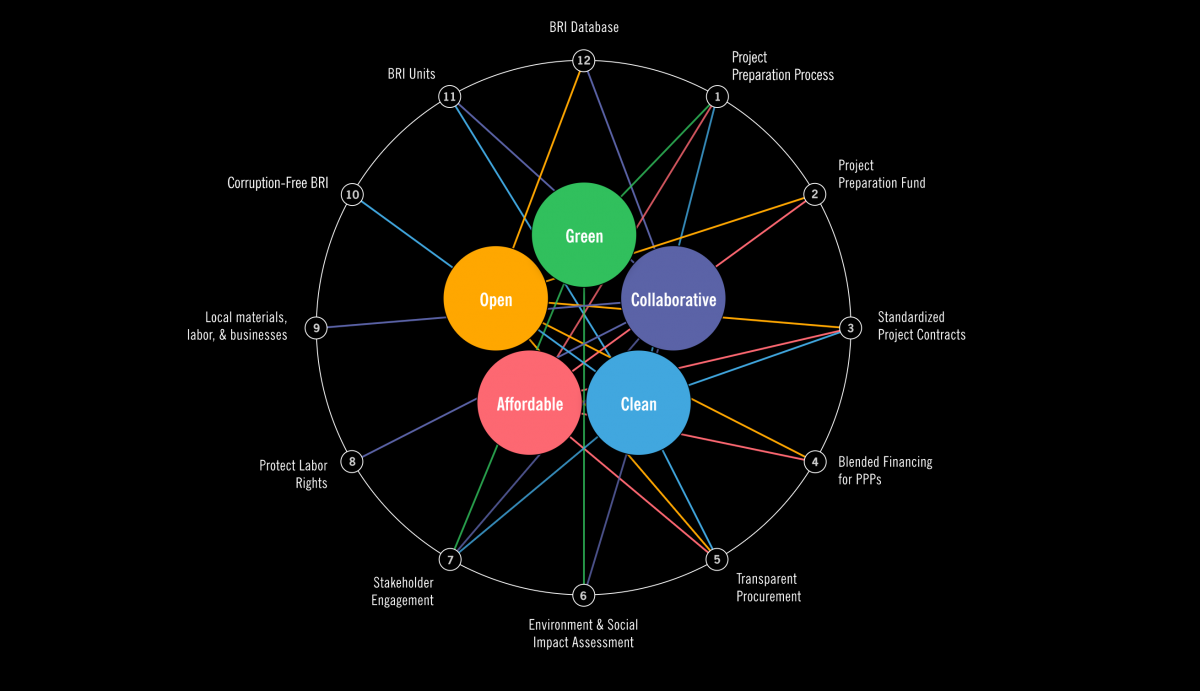 BRI Database
12
Project
Preparation Process
1
Project
Preparation Fund
2
Standardized
Project Contracts
3
Blended Financing
for PPPs
4
Transparent
Procurement
5
Environment & Social
Impact Assessment
6
Stakeholder
Engagement
7
Protect Labor
Rights
8
Local materials,
labor, & businesses
9
Corruption-Free BRI
10
BRI Units
11
Green
Open
Collaborative
Affordable
Clean